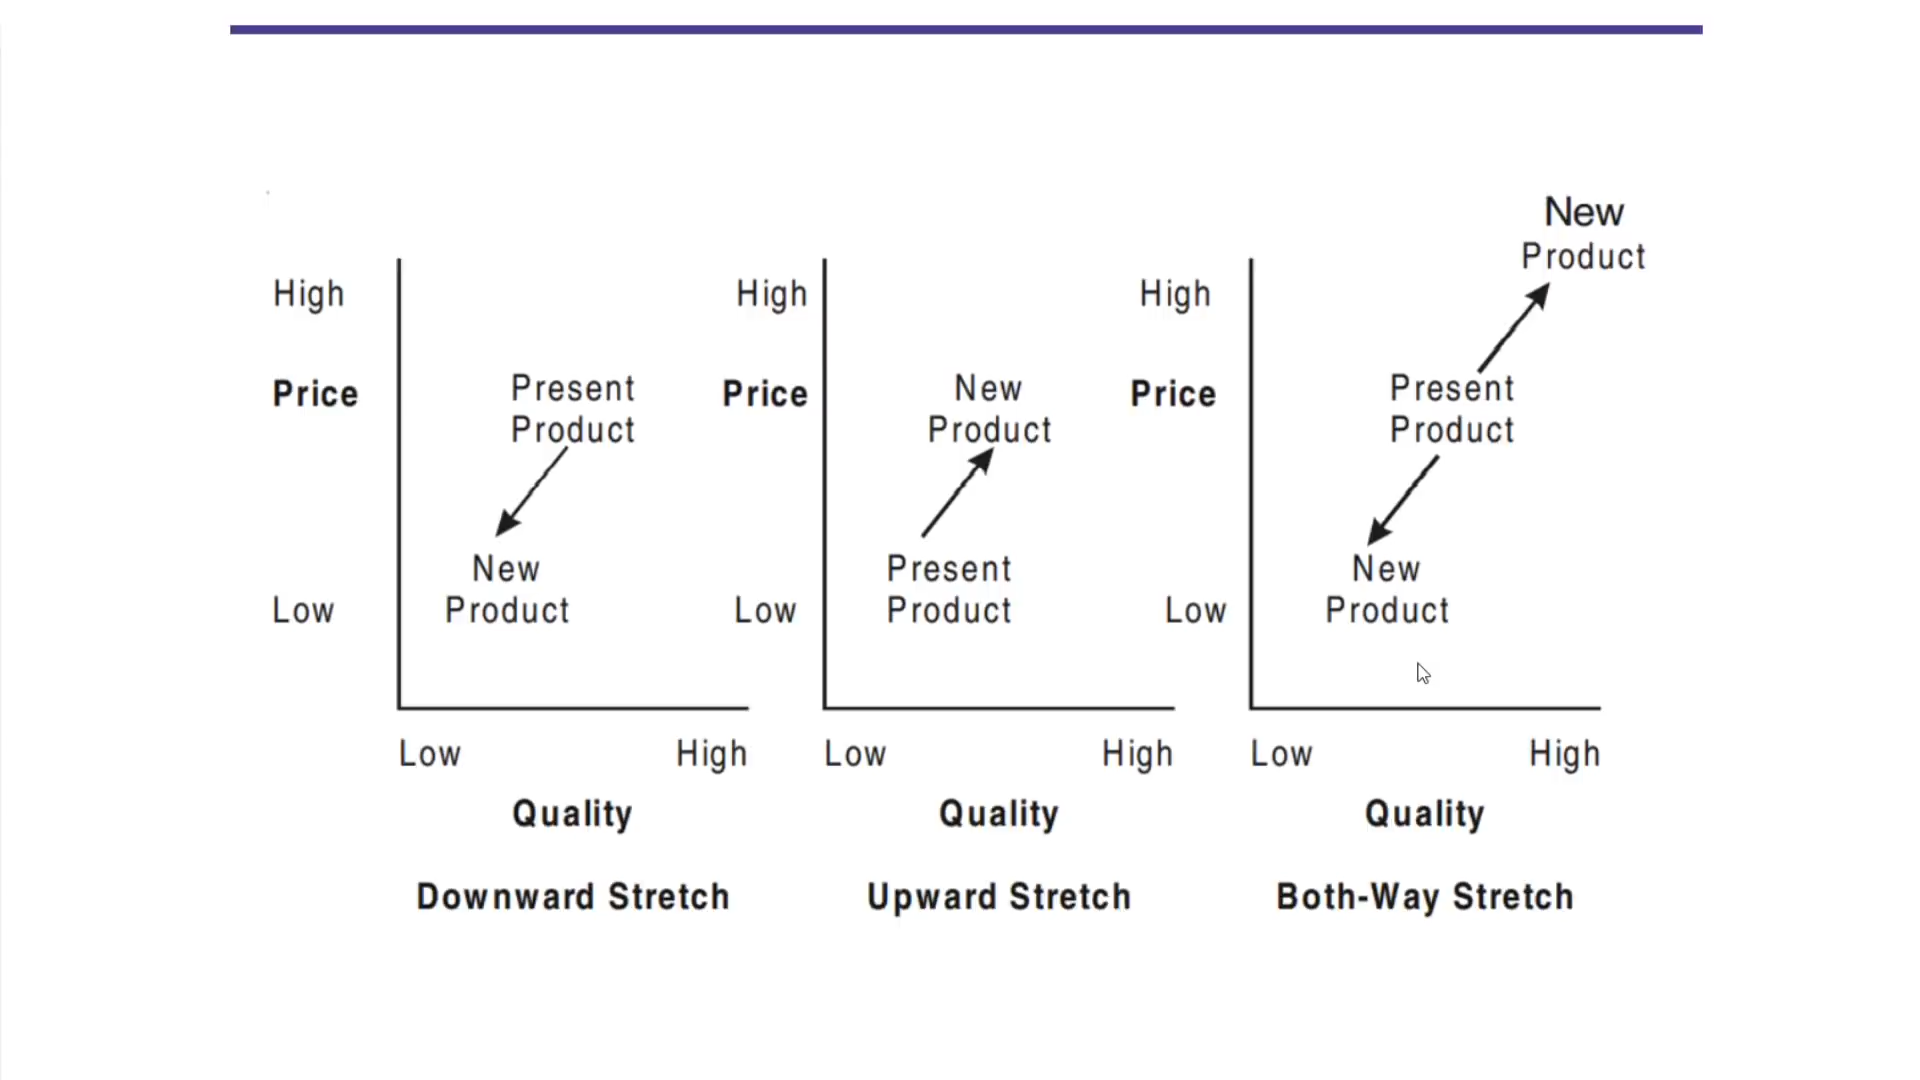 High
Price
Low
Present
Product
New
Product
Low
High
Quality
Downward Stretch
High
Price
Low
New
Product
Present
Product
Low
High
Quality
Upward Stretch
High
Price
Low
New
Product
Present
Product
New
Product
Low
High
Quality
Both-Way Stretch